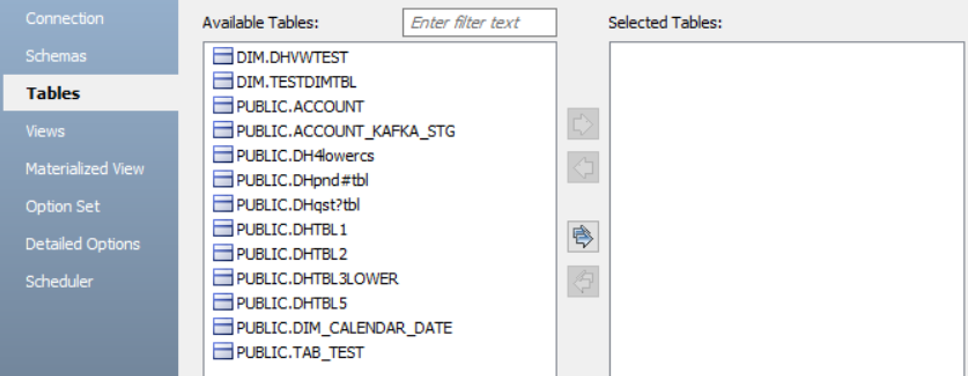 Connection
Schemas
Tables
Views
Materialized View
Option Set
Detailed Options
Scheduler
Available Tables:
Enter filter text
DIM.DHVWTEST
DIM.TESTDIMTBL
PUBLIC.ACCOUNT
PUBLIC.ACCOUNT_KAFKA_STG
PUBLIC.DH4lowercs
PUBLIC.DHpnd#tbl
PUBLIC.DHqst?tbl
PUBLIC.DHTBL1
PUBLIC.DHTBL2
PUBLIC.DHTBL3LOWER
PUBLIC.DHTBL5
PUBLIC.DIM_CALENDAR_DATE
PUBLIC.TAB_TEST
Selected Tables: